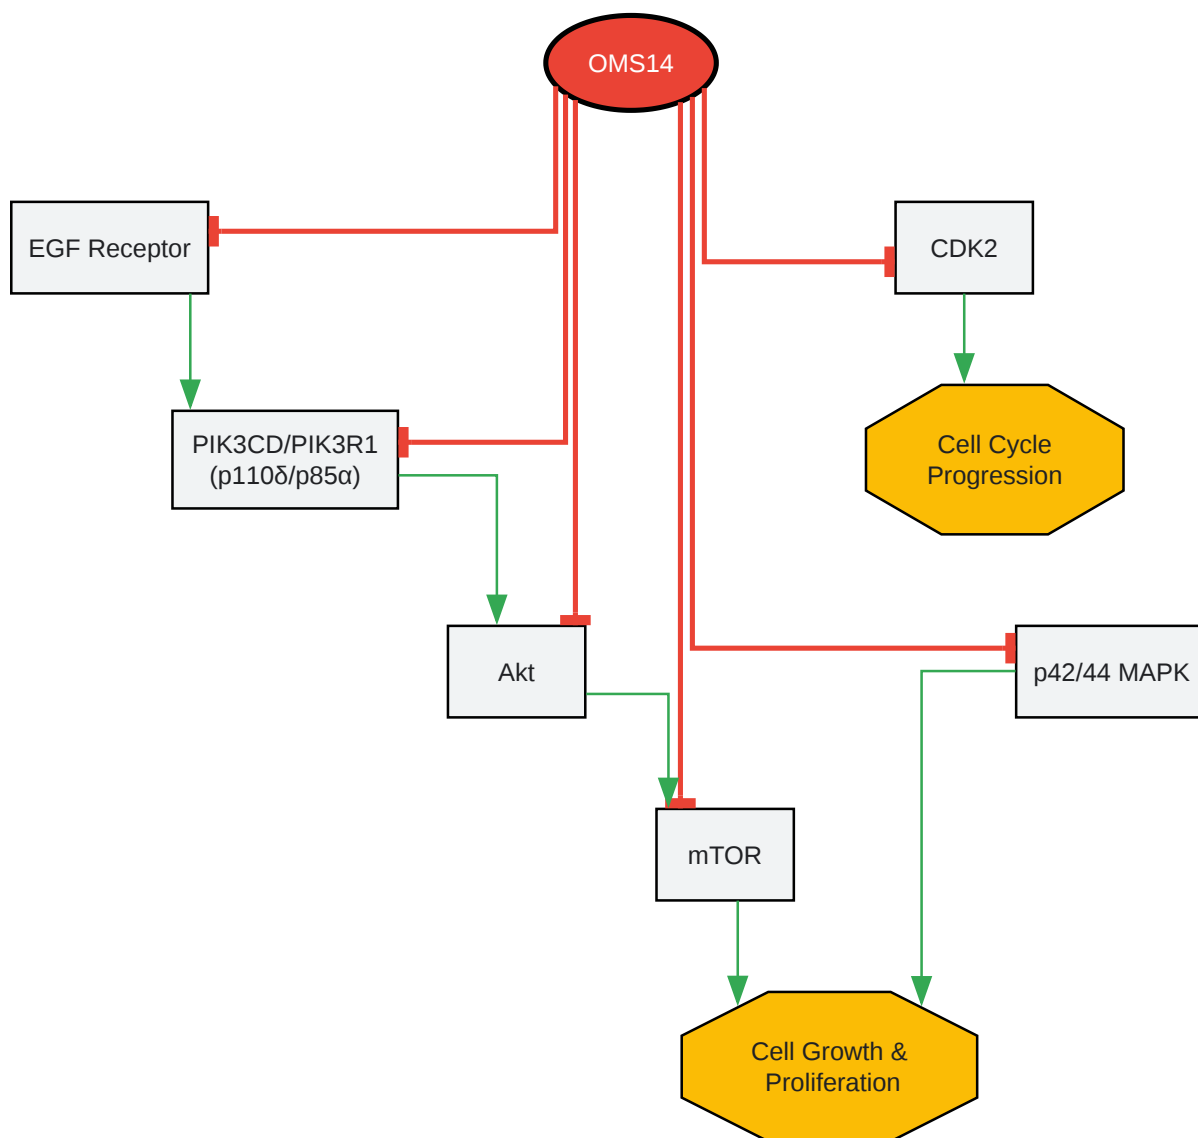 OMS14
EGF Receptor
CDK2
PIK3CD/PIK3R1
(p110δ/p85α)
Cell Cycle
Progression
Akt
p42/44 MAPK
mTOR
Cell Growth &
Proliferation